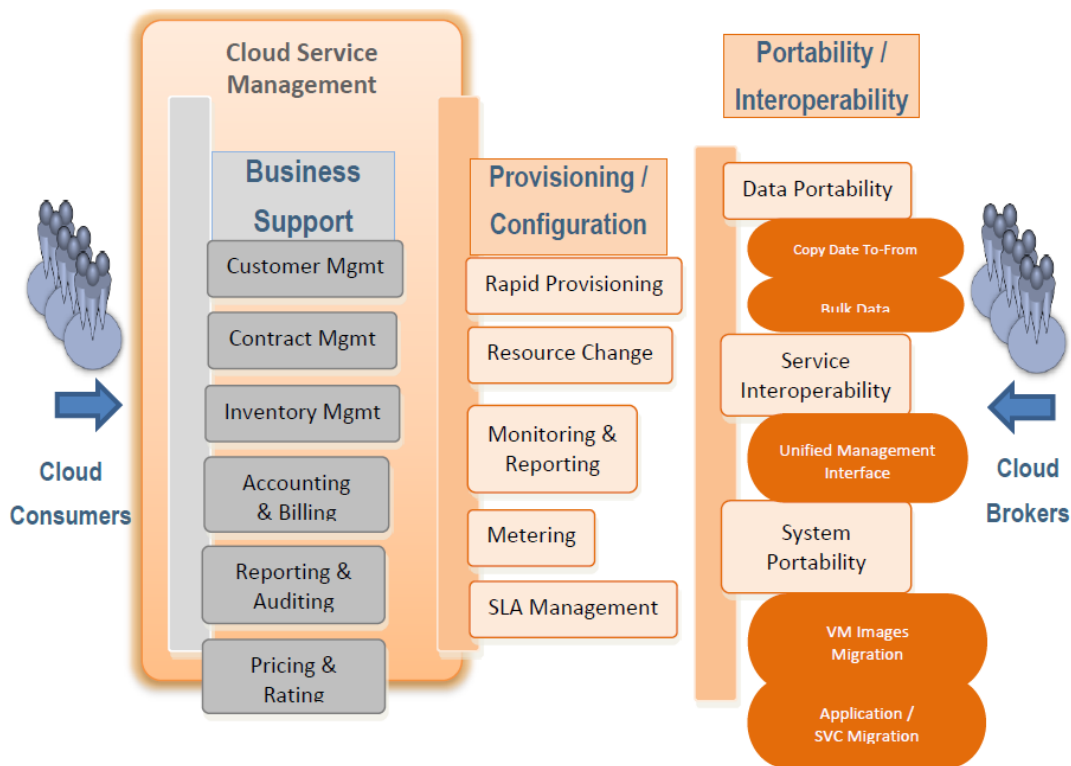 Cloud Service
Management
Business
Support
Customer Mgmt
Contract Mgmt
Inventory Mgmt
Accounting
& Billing
Reporting &
Auditing
Pricing &
Rating
Provisioning /
Configuration
Rapid Provisioning
Resource Change
Monitoring &
Reporting
Metering
SLA Management
Portability /
Interoperability
Data Portability
Copy Date To-From
Bulk Data
Service
Interoperability
Unified Management
Interface
System
Portability
VM Images
Migration
Application /
SVC Migration
Cloud
Consumers
Cloud
Brokers